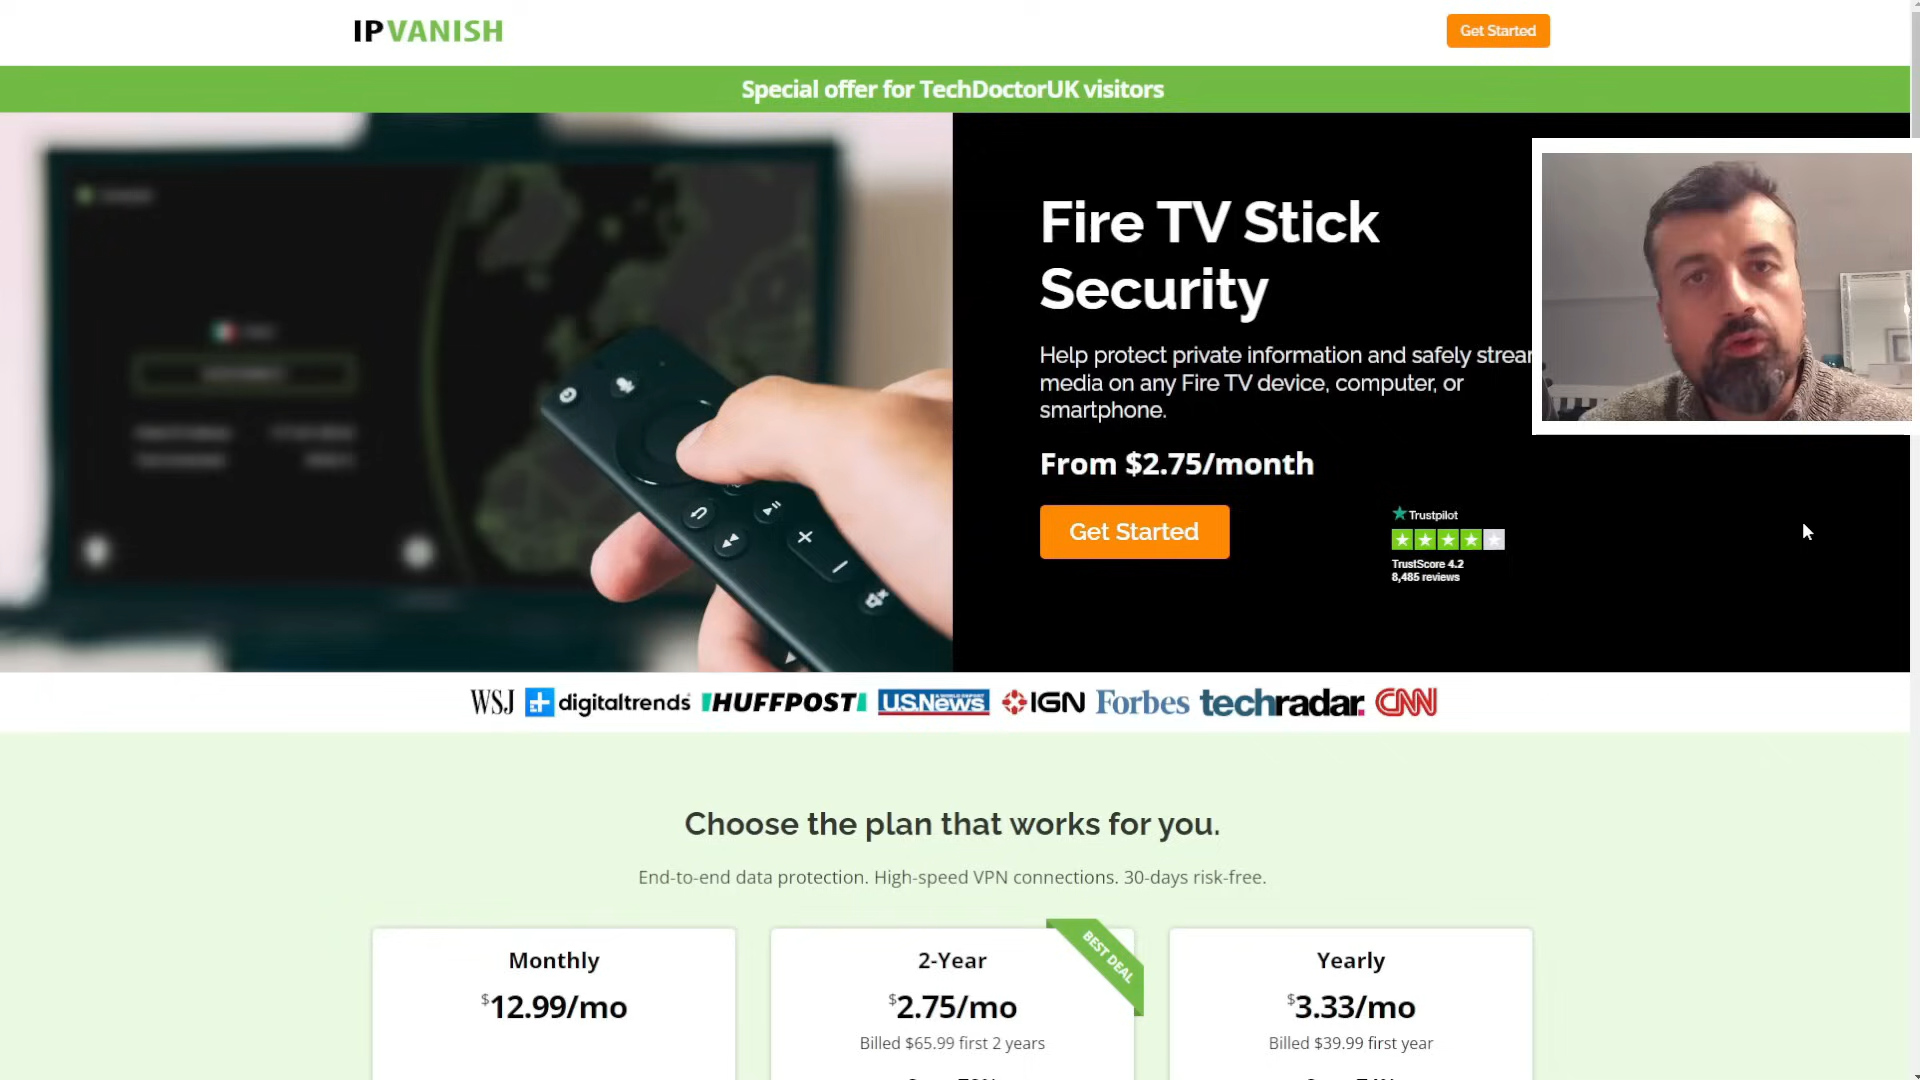 IPVANISH
Get Started
Special offer for TechDoctorUK visitors
Fire TV Stick
Security
Help protect private information and safely strea
media on any Fire TV device, computer, or
smartphone.
From $2.75/month
Get Started
Trustpilot
TrustScore 4.2
8,485 reviews
WSJ digitaltrends HUFFPOST U.S.News IGN Forbes techradar. CNN
Choose the plan that works for you.
End-to-end data protection. High-speed VPN connections. 30-days risk-free.
Monthly
$12.99/mo
2-Year
BEST DEAL
$2.75/mo
Billed $65.99 first 2 years
Yearly
$3.33/mo
Billed $39.99 first year